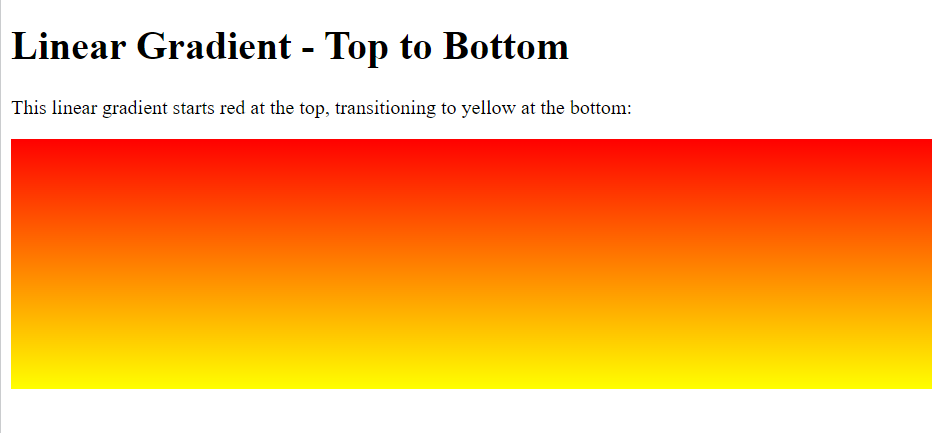 Linear Gradient - Top to Bottom
This linear gradient starts red at the top, transitioning to yellow at the bottom: